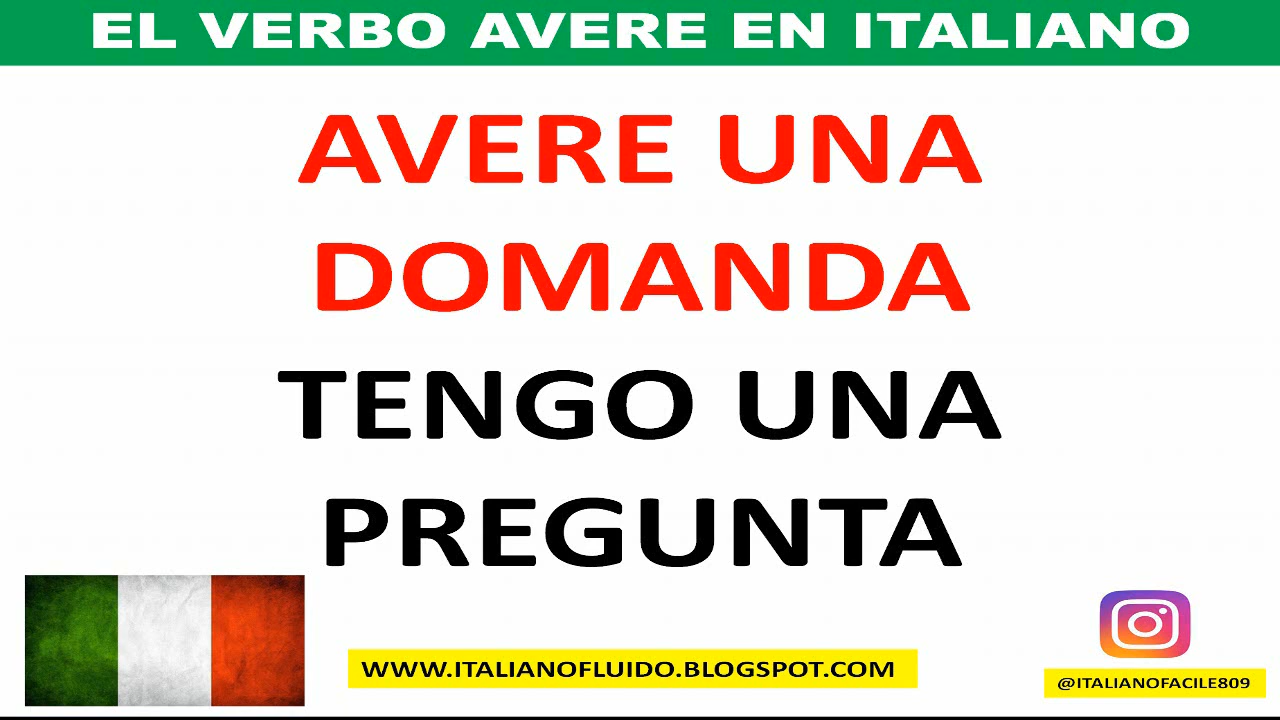 EL VERBO AVERE EN ITALIANO
AVERE UNA
DOMANDA
TENGO UNA
PREGUNTA
WWW.ITALIANOFLUIDO.BLOGSPOT.COM
@ITALIANOFACILE809